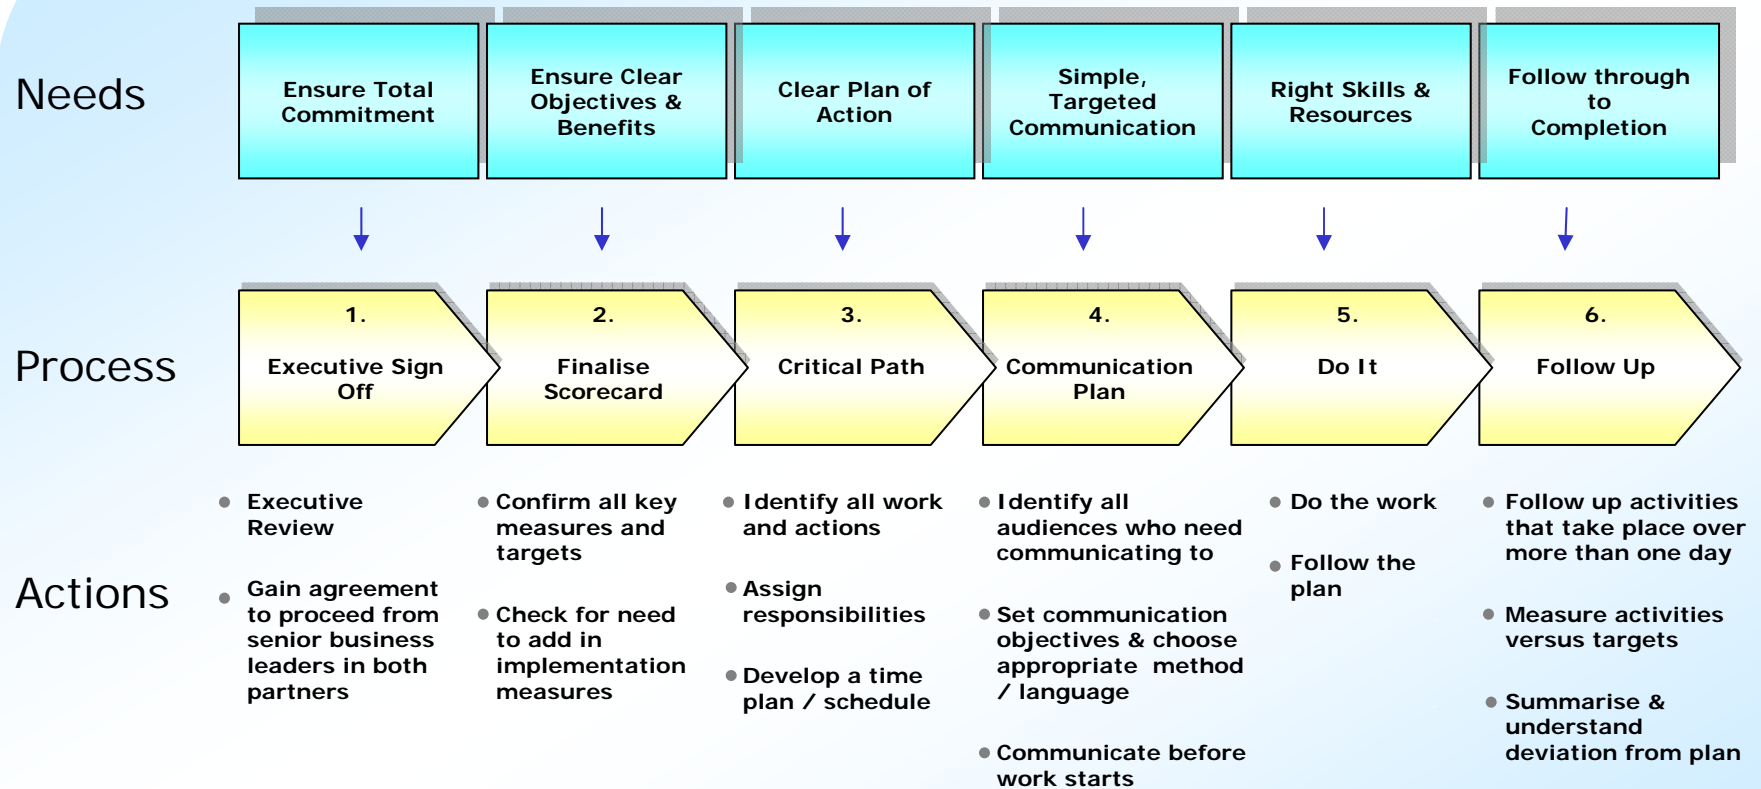 Needs
Ensure Total
Commitment
Ensure Clear
Objectives &
Benefits
Clear Plan of
Action
Simple,
Targeted
Communication
Right Skills &
Resources
Follow through
to
Completion
Process
1.
Executive Sign
Off
2.
Finalise
Scorecard
3.
Critical Path
4.
Communication
Plan
5.
Do It
6.
Follow Up
Actions
Executive
Review
Gain agreement
to proceed from
senior business
leaders in both
partners
Confirm all key
measures and
targets
Check for need
to add in
implementation
measures
Identify all work
and actions
Assign
responsibilities
Develop a time
plan / schedule
Identify all
audiences who need
communicating to
Set communication
objectives & choose
appropriate method
/ language
Communicate before
work starts
Do the work
Follow the
plan
Follow up activities
that take place over
more than one day
Measure activities
versus targets
Summarise &
understand
deviation from plan